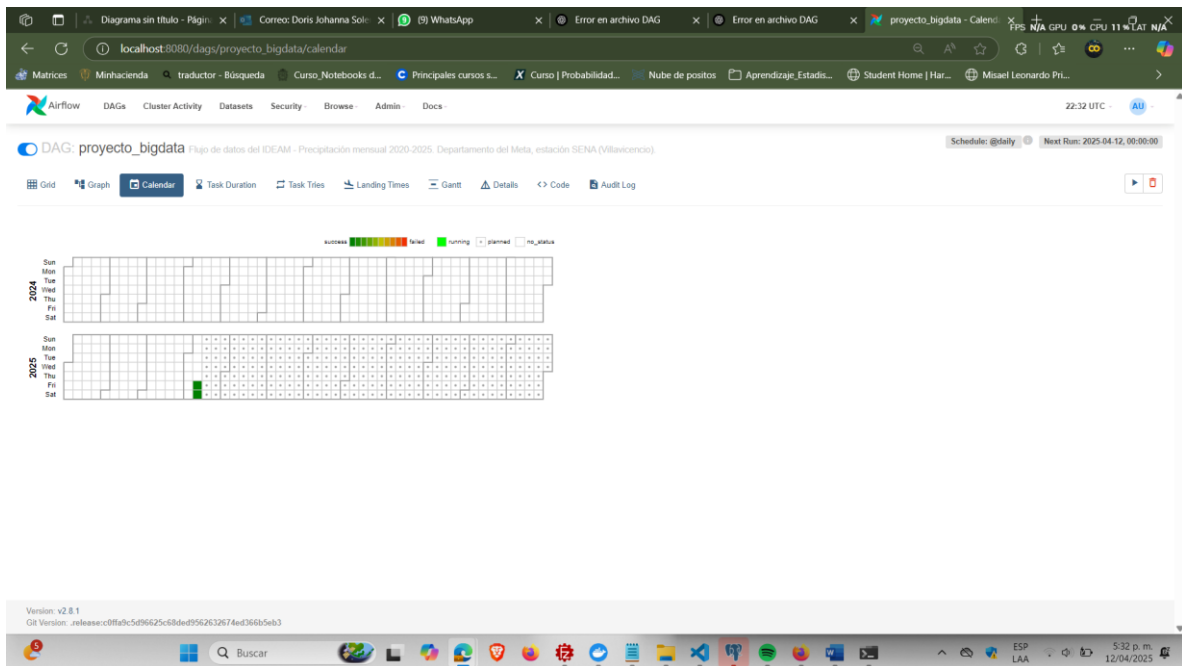 Diagrama sin título - Página
Correo: Doris Johanna Sole
(9) WhatsApp
Error en archivo DAG
Error en archivo DAG
proyecto_bigdata - Calend
FPS N/A GPU 0% CPU 11% LAT N/A
localhost:8080/dags/proyecto_bigdata/calendar
Matrices
Minhacienda
traductor - Búsqueda
Curso_Notebooks d...
Principales cursos s...
Curso | Probabilidad...
Nube de positos
Aprendizaje_Estadis...
Student Home | Har...
Misael Leonardo Pri...
Airflow
DAGs
Cluster Activity
Datasets
Security
Browse
Admin
Docs
22:32 UTC
AU
DAG: proyecto_bigdata Flujo de datos del IDEAM - Precipitación mensual 2020-2025. Departamento del Meta, estación SENA (Villavicencio).
Schedule: @daily
Next Run: 2025-04-12, 00:00:00
Grid
Graph
Calendar
Task Duration
Task Tries
Landing Times
Gantt
Details
Code
Audit Log
success
failed
running
planned
no_status
2024
Sun
Mon
Tue
Wed
Thu
Fri
Sat
2025
Sun
Mon
Tue
Wed
Thu
Fri
Sat
Version: v2.8.1
Git Version: .release:c0ffa9c5d96625c68ded9562632674ed366b5eb3
5
Buscar
ESP
LAA
5:32 p. m.
12/04/2025